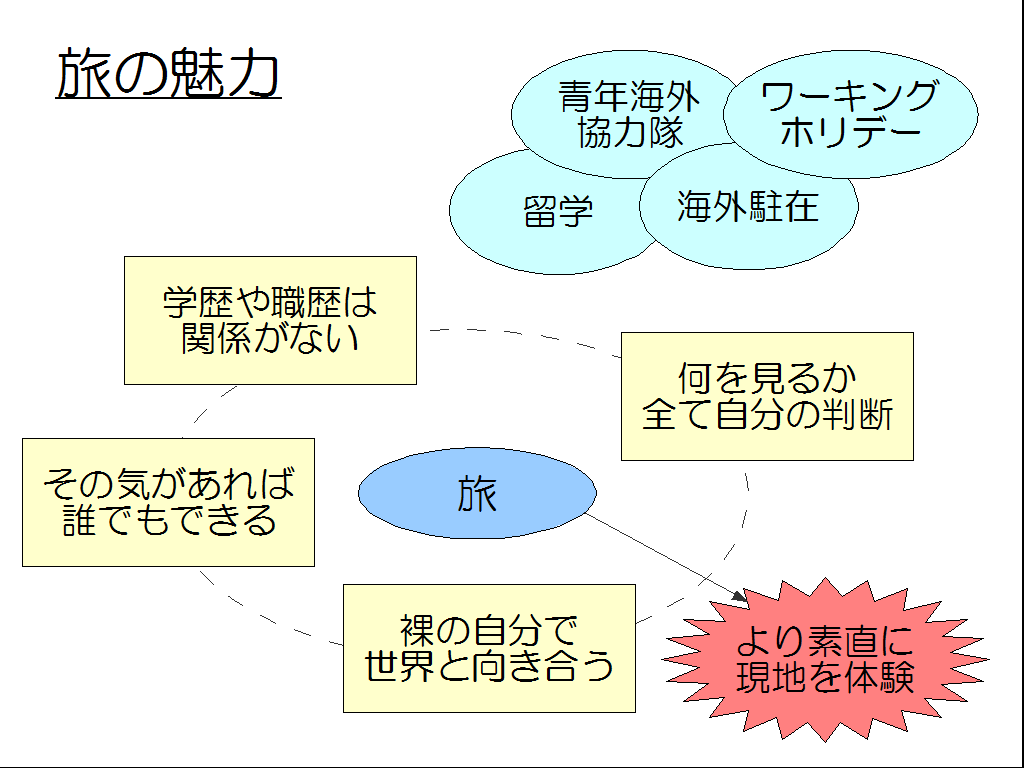 旅の魅力
青年海外
協力隊
ワーキング
ホリデー
留学
海外駐在
学歴や職歴は
関係がない
何を見るか
全て自分の判断
その気があれば
誰でもできる
旅
裸の自分で
世界と向き合う
より素直に
現地を体験